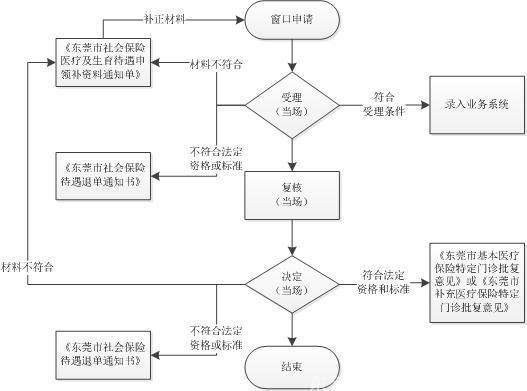 补正材料
窗口申请
《东莞市社会保险
医疗及生育待遇申
领补资料通知单》
材料不符合
受理
（当场）
符合
受理条件
录入业务系统
不符合法定
资格或标准
《东莞市社会保险
待遇退单通知书》
复核
（当场）
材料不符合
决定
（当场）
符合法定
资格和标准
《东莞市基本医疗
保险特定门诊批复
意见》或《东莞市
补充医疗保险特定
门诊批复意见》
不符合法定
资格或标准
《东莞市社会保险
待遇退单通知书》
结束